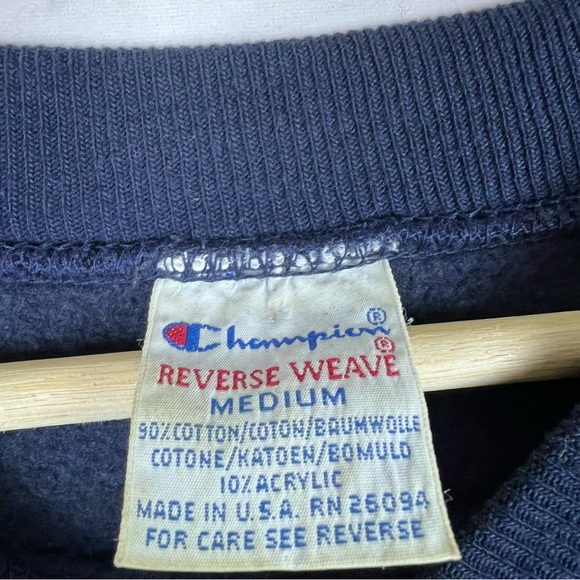 Champion®
REVERSE WEAVE®
MEDIUM
90% COTTON/COTON/BAUMWOLLE
COTONE/KATOEN/BOMULD
10% ACRYLIC
MADE IN U.S.A. RN 26094
FOR CARE SEE REVERSE